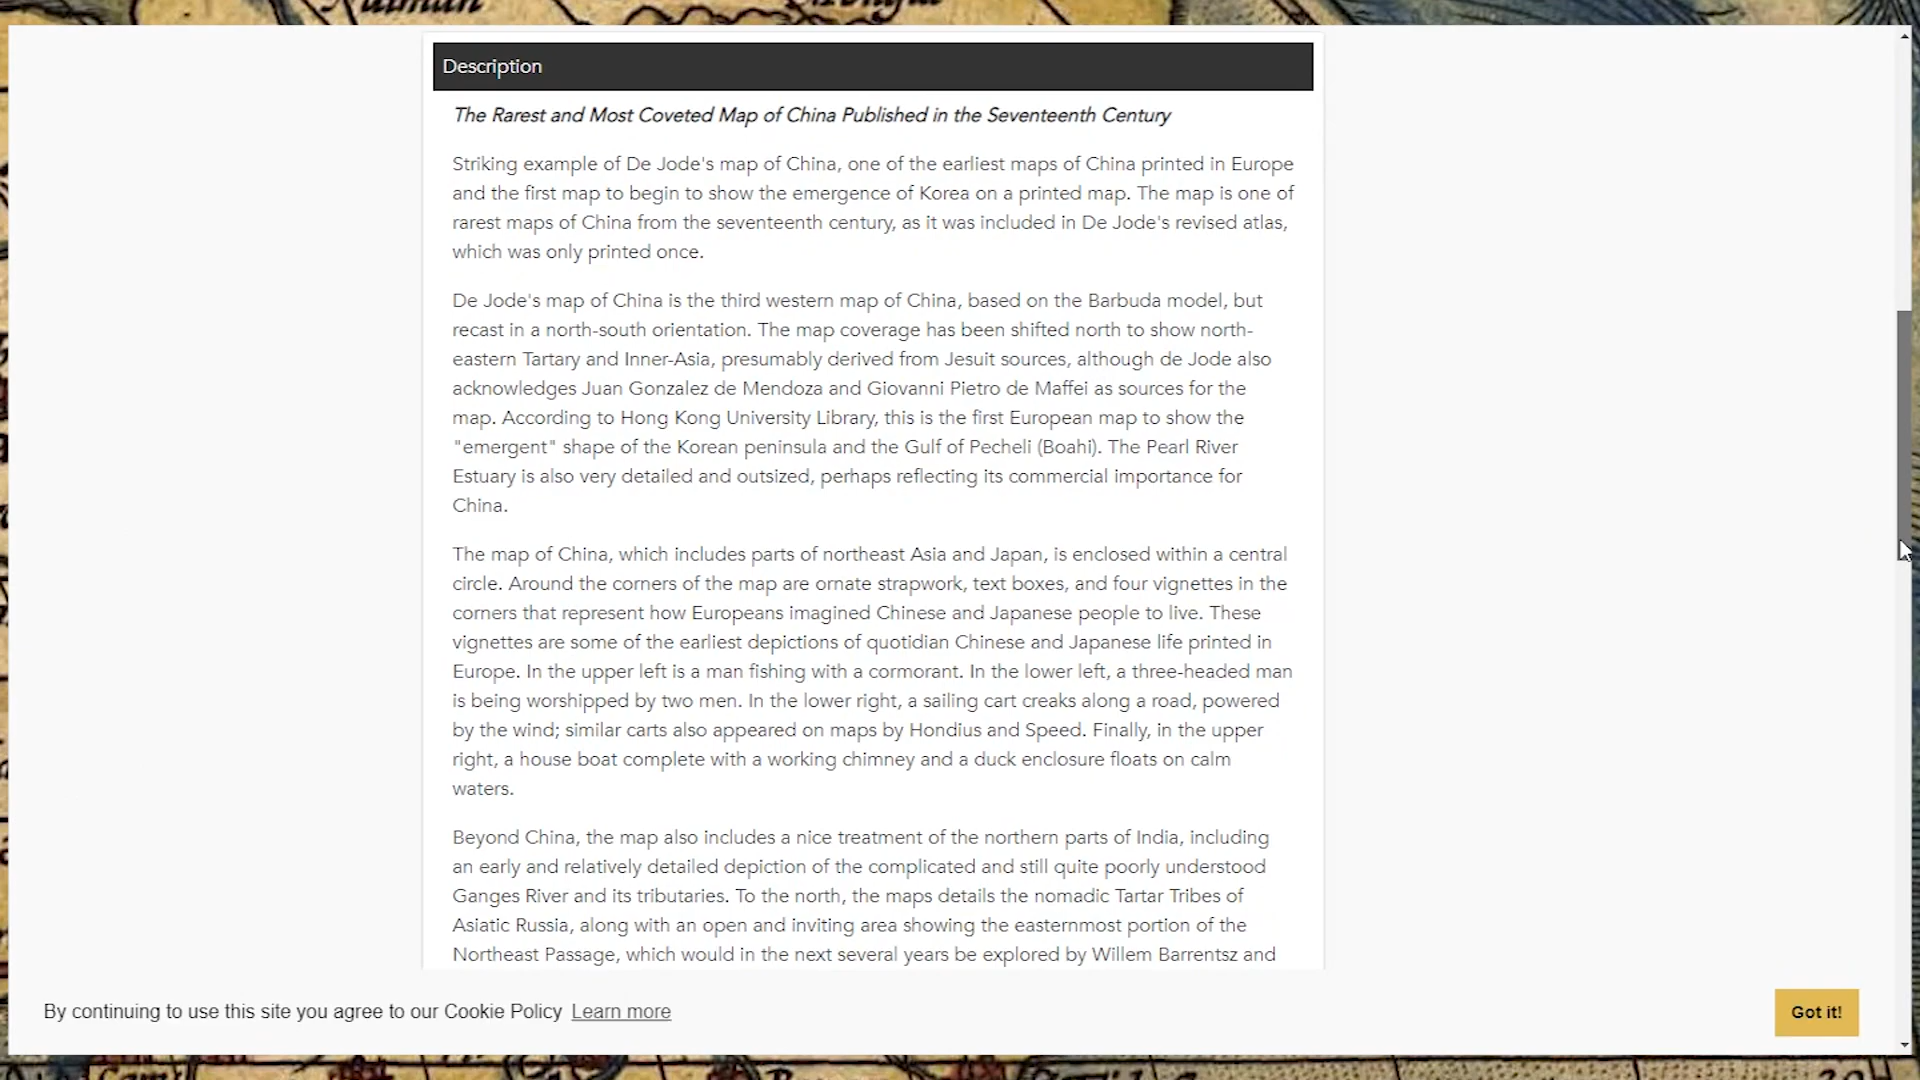 Description
The Rarest and Most Coveted Map of China Published in the Seventeenth Century
Striking example of De Jode's map of China, one of the earliest maps of China printed in Europe
and the first map to begin to show the emergence of Korea on a printed map. The map is one of
rarest maps of China from the seventeenth century, as it was included in De Jode's revised atlas,
which was only printed once.
De Jode's map of China is the third western map of China, based on the Barbuda model, but
recast in a north-south orientation. The map coverage has been shifted north to show north-
eastern Tartary and Inner-Asia, presumably derived from Jesuit sources, although de Jode also
acknowledges Juan Gonzalez de Mendoza and Giovanni Pietro de Maffei as sources for the
map. According to Hong Kong University Library, this is the first European map to show the
"emergent" shape of the Korean peninsula and the Gulf of Pecheli (Boahi). The Pearl River
Estuary is also very detailed and outsized, perhaps reflecting its commercial importance for
China.
The map of China, which includes parts of northeast Asia and Japan, is enclosed within a central
circle. Around the corners of the map are ornate strapwork, text boxes, and four vignettes in the
corners that represent how Europeans imagined Chinese and Japanese people to live. These
vignettes are some of the earliest depictions of quotidian Chinese and Japanese life printed in
Europe. In the upper left is a man fishing with a cormorant. In the lower left, a three-headed man
is being worshipped by two men. In the lower right, a sailing cart creaks along a road, powered
by the wind; similar carts also appeared on maps by Hondius and Speed. Finally, in the upper
right, a house boat complete with a working chimney and a duck enclosure floats on calm
waters.
Beyond China, the map also includes a nice treatment of the northern parts of India, including
an early and relatively detailed depiction of the complicated and still quite poorly understood
Ganges River and its tributaries. To the north, the maps details the nomadic Tartar Tribes of
Asiatic Russia, along with an open and inviting area showing the easternmost portion of the
Northeast Passage, which would in the next several years be explored by Willem Barrentsz and
By continuing to use this site you agree to our Cookie Policy Learn more
Got it!